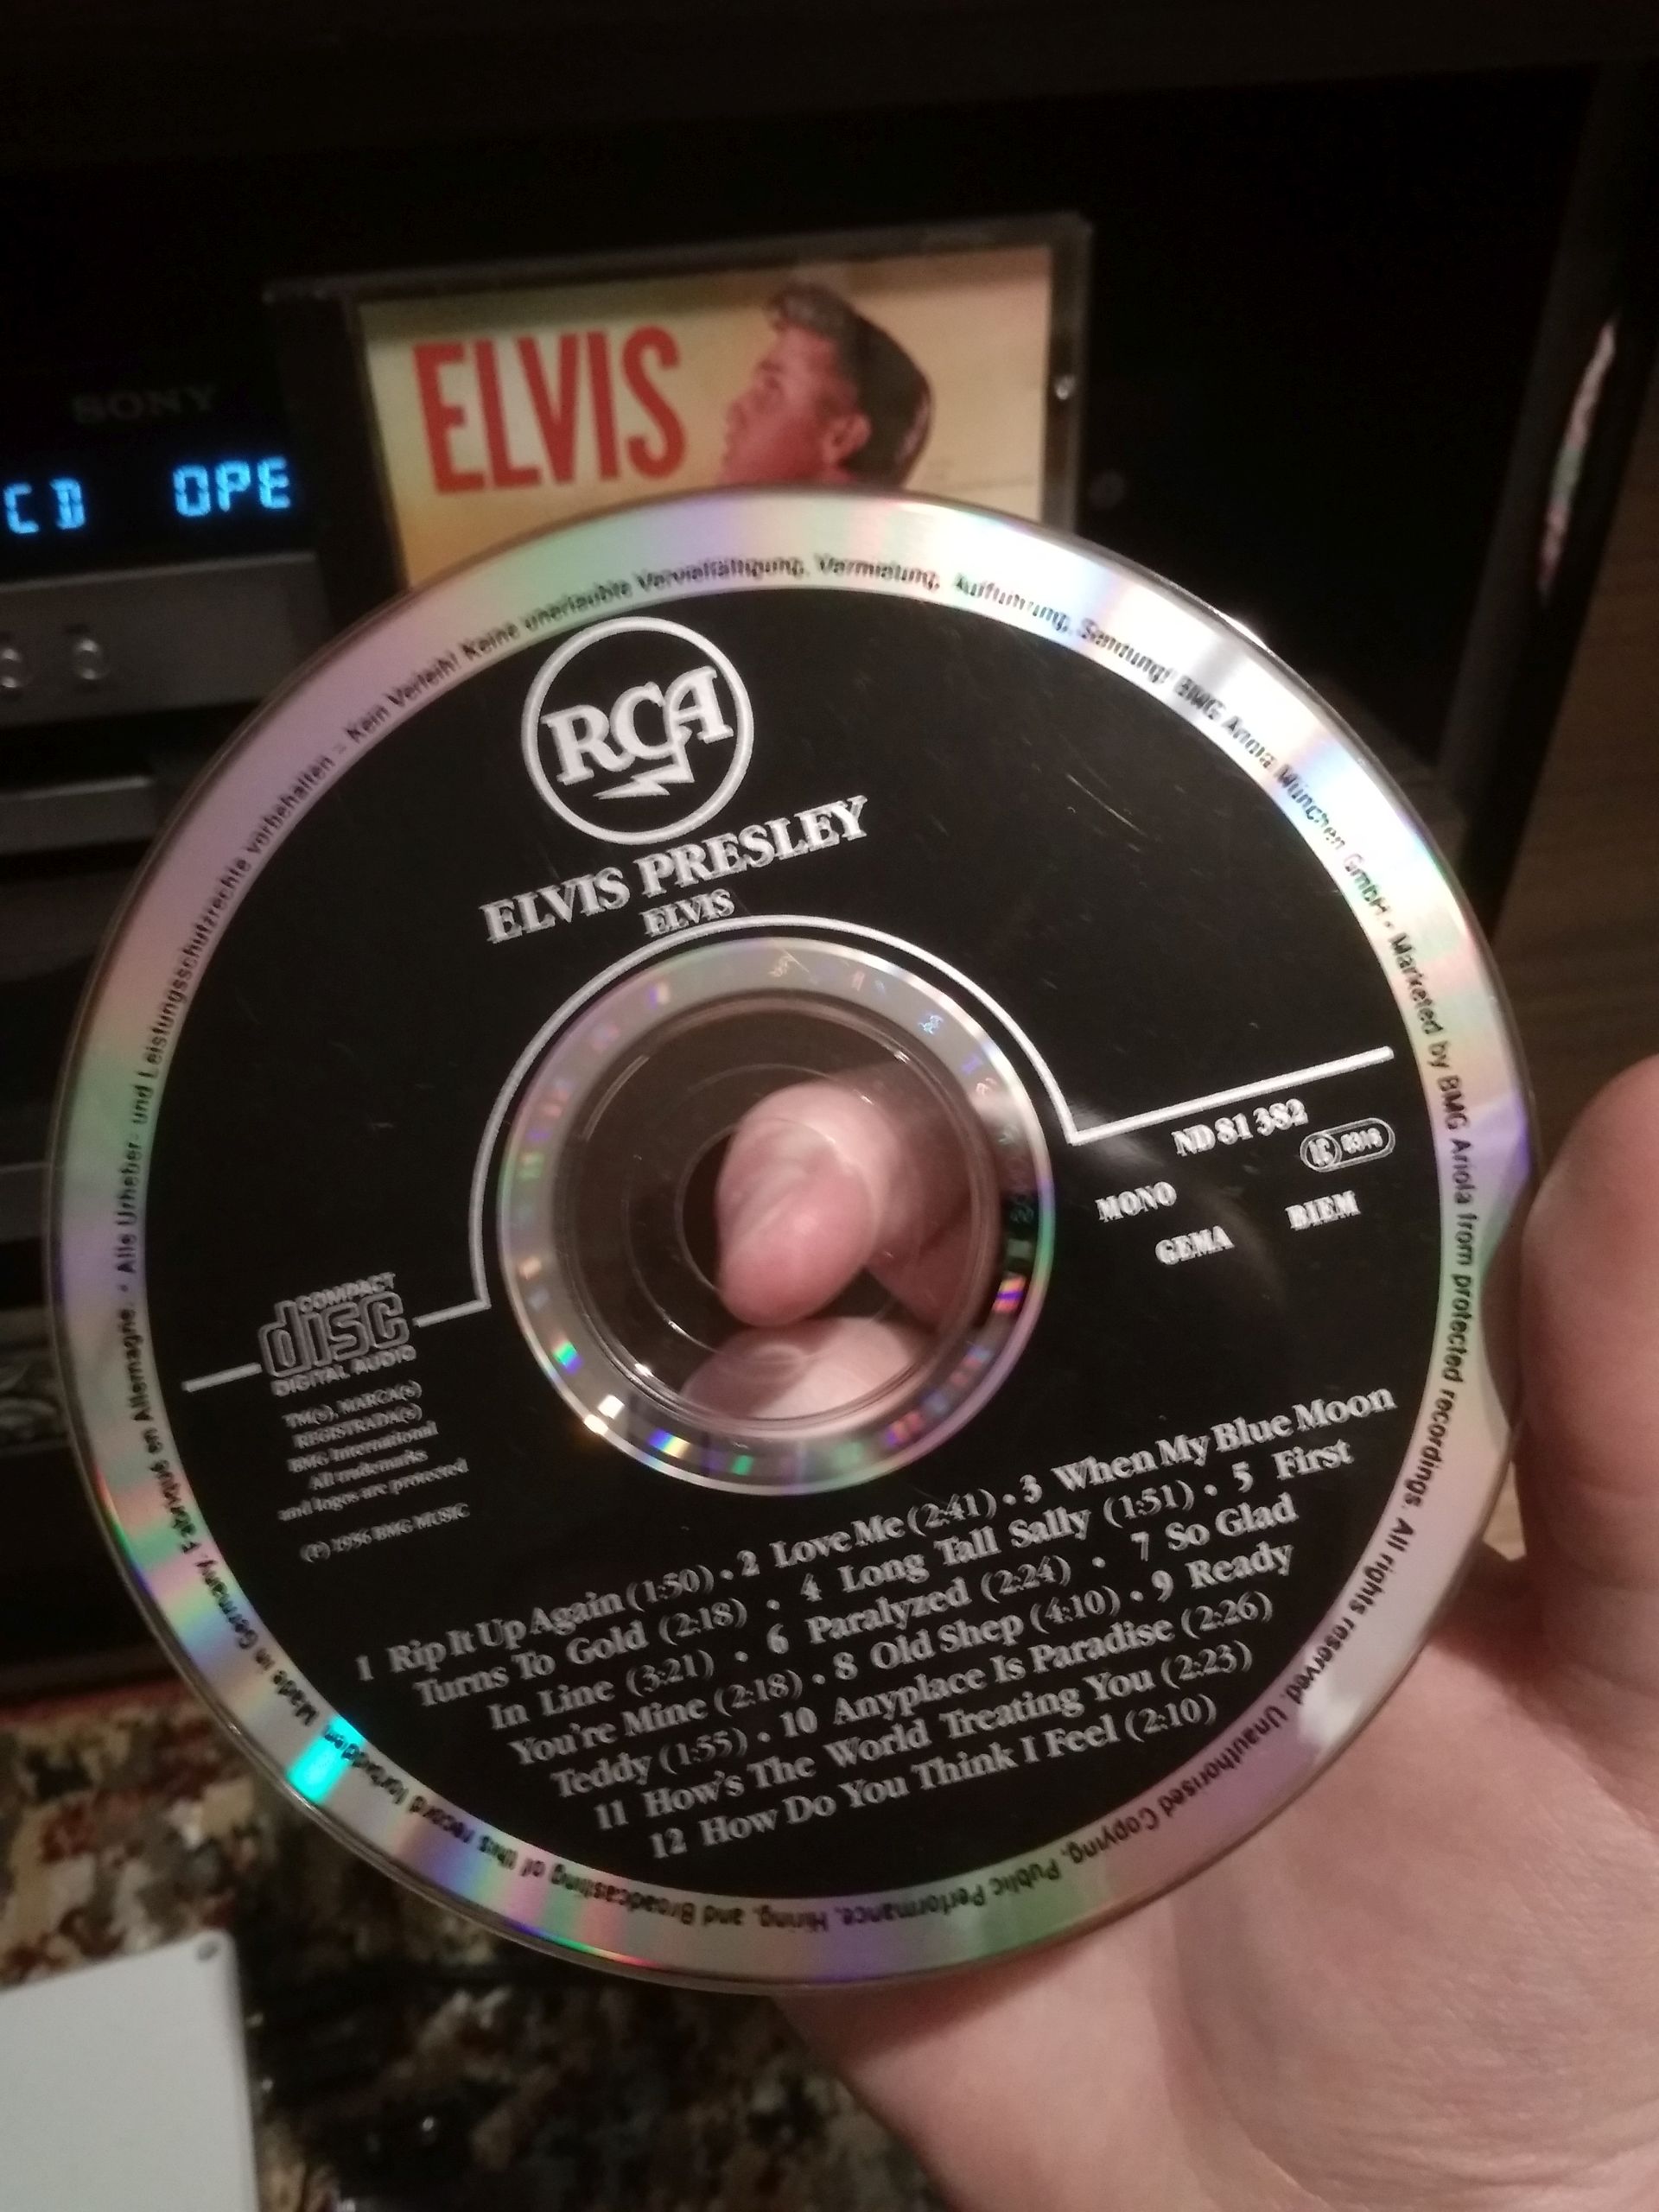 SONY
CD OPE
ELVIS
Alle Urheber- und Leistungsschutzrechte vorbehalten - Kein Verleih! Keine unerlaubte Vervielfältigung, Vermietung, Aufführung, Sendung! BMG Ariola München GmbH - Marketed by BMG Ariola from protected recordings. All rights reserved. Unauthorised Copying, Public Performance, Hiring, and Broadcasting of this record forbidden. Made in Germany. Fabriqué en Allemagne. •
RCA
ELVIS PRESLEY
ELVIS
ND 81 382
LC 0316
MONO
BIEM
GEMA
COMPACT
disc
DIGITAL AUDIO
TM(s), MARCA(s)
REGISTRADA(S)
BMG International
All trademarks
and logos are protected
(P) 1956 BMG MUSIC
1 Rip It Up Again (1:50) • 2 Love Me (2:41) • 3 When My Blue Moon
Turns To Gold (2:18) • 4 Long Tall Sally (1:51) • 5 First
In Line (3:21) • 6 Paralyzed (2:24) • 7 So Glad
You're Mine (2:18) • 8 Old Shep (4:10) • 9 Ready
Teddy (1:55) • 10 Anyplace Is Paradise (2:26)
11 How's The World Treating You (2:23)
12 How Do You Think I Feel (2:10)